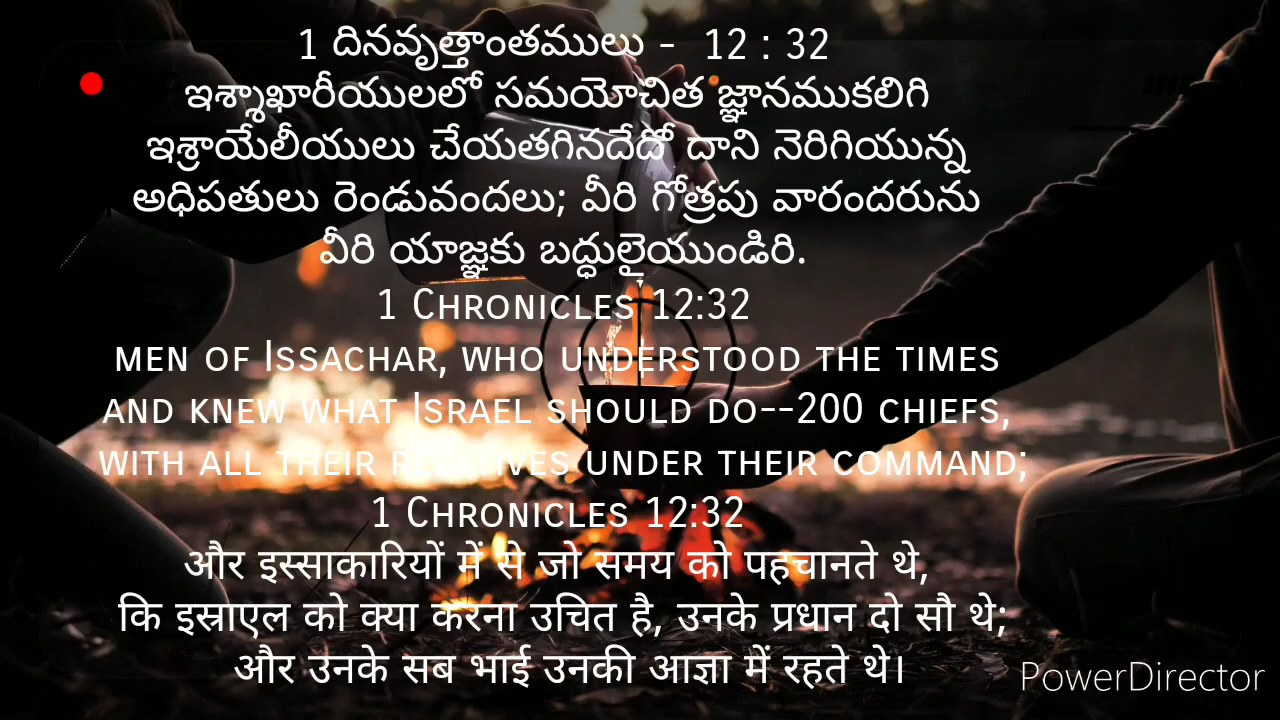 1 దినవృత్తాంతములు - 12 : 32
ఇశ్శాఖారీయులలో సమయోచిత జ్ఞానముకలిగి
ఇశ్రాయేలీయులు చేయతగినదేదో దాని నెరిగియున్న
అధిపతులు రెండువందలు; వీరి గోత్రపు వారందరును
వీరి యాజ్ఞకు బద్ధులైయుండిరి.
1 Chronicles 12:32
men of Issachar, who understood the times
and knew what Israel should do--200 chiefs,
with all their relatives under their command;
1 Chronicles 12:32
और इस्साकारियों में से जो समय को पहचानते थे,
कि इस्राएल को क्या करना उचित है, उनके प्रधान दो सौ थे;
और उनके सब भाई उनकी आज्ञा में रहते थे।
PowerDirector